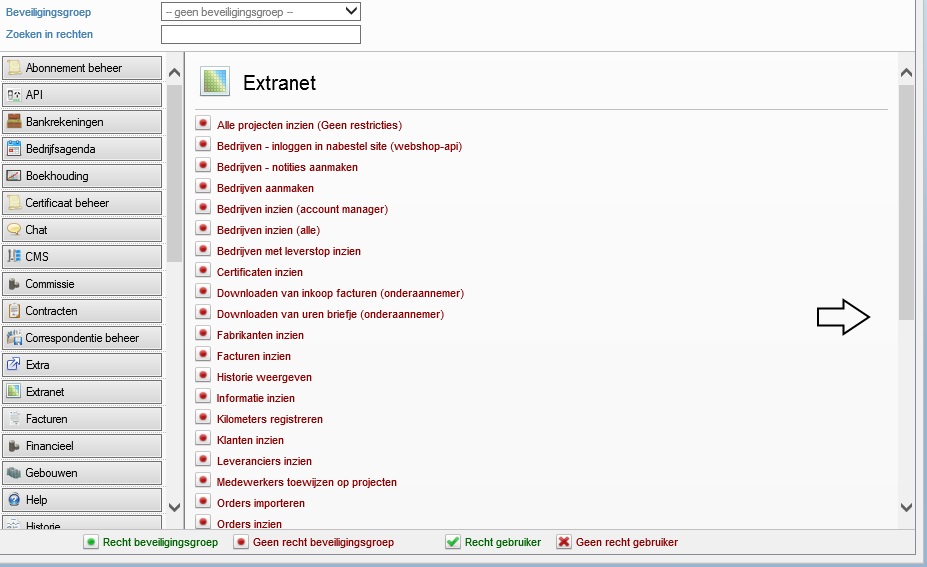 Beveiligingsgroep
-- geen beveiligingsgroep --
Zoeken in rechten
Abonnement beheer
API
Bankrekeningen
Bedrijfsagenda
Boekhouding
Certificaat beheer
Chat
CMS
Commissie
Contracten
Correspondentie beheer
Extra
Extranet
Facturen
Financieel
Gebouwen
Help
Historie
Extranet
Alle projecten inzien (Geen restricties)
Bedrijven - inloggen in nabestel site (webshop-api)
Bedrijven - notities aanmaken
Bedrijven aanmaken
Bedrijven inzien (account manager)
Bedrijven inzien (alle)
Bedrijven met leverstop inzien
Certificaten inzien
Downloaden van inkoop facturen (onderaannemer)
Downloaden van uren briefje (onderaannemer)
Fabrikanten inzien
Facturen inzien
Historie weergeven
Informatie inzien
Kilometers registreren
Klanten inzien
Leveranciers inzien
Medewerkers toewijzen op projecten
Orders importeren
Orders inzien
Recht beveiligingsgroep
Geen recht beveiligingsgroep
Recht gebruiker
Geen recht gebruiker